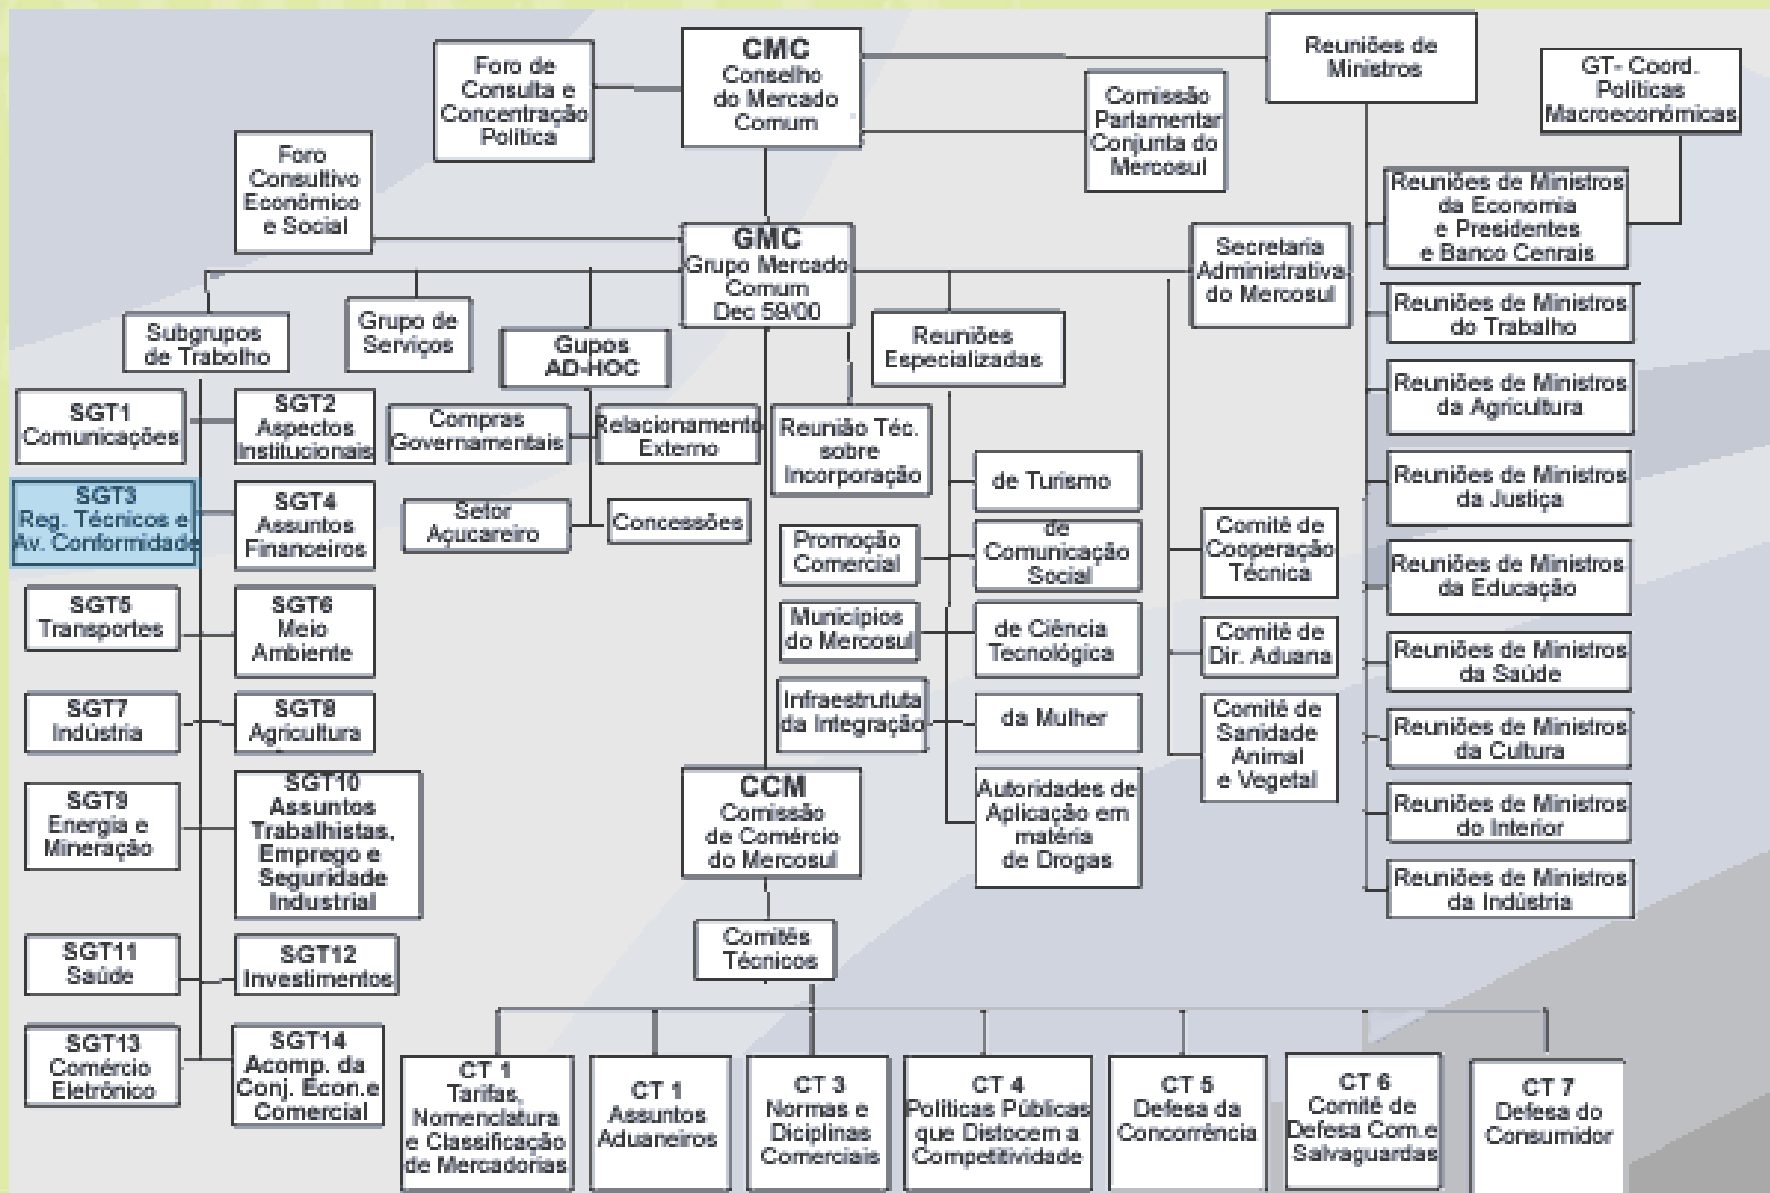 CMC
Conselho
do Mercado
Comum
Reuniões de
Ministros
Foro de
Consulta e
Concentração
Política
GT- Coord.
Políticas
Macroeconômicas
Comissão
Parlamentar
Conjunta do
Mercosul
Foro
Consultivo
Econômico
e Social
Reuniões de Ministros
da Economia
e Presidentes
e Banco Cenrais
GMC
Grupo Mercado
Comum
Dec 59/00
Secretaria
Administrativa
do Mercosul
Subgrupos
de Trabolho
Grupo de
Serviços
Gupos
AD-HOC
Reuniões
Especializadas
Reuniões de Ministros
do Trabalho
SGT1
Comunicações
SGT2
Aspectos
Institucionais
Compras
Governamentais
Relacionamento
Externo
Reunião Téc.
sobre
Incorporação
Reuniões de Ministros
da Agricultura
SGT3
Reg. Técnicos e
Av. Conformidade
SGT4
Assuntos
Financeiros
Setor
Açucareiro
Concessões
de Turismo
Reuniões de Ministros
da Justiça
Promoção
Comercial
de
Comunicação
Social
Comitê de
Cooperação
Técnica
Reuniões de Ministros
da Educação
SGT5
Transportes
SGT6
Meio
Ambiente
Municípios
do Mercosul
de Ciência
Tecnológica
Comitê de
Dir. Aduana
Reuniões de Ministros
da Saúde
SGT7
Indústria
SGT8
Agricultura
Infraestrututa
da Integração
da Mulher
Comitê de
Sanidade
Animal
e Vegetal
Reuniões de Ministros
da Cultura
SGT9
Energia e
Mineração
SGT10
Assuntos
Trabalhistas,
Emprego e
Seguridade
Industrial
CCM
Comissão
de Comércio
do Mercosul
Autoridades de
Aplicação em
matéria
de Drogas
Reuniões de Ministros
do Interior
Reuniões de Ministros
da Indústria
SGT11
Saúde
SGT12
Investimentos
Comitês
Técnicos
SGT13
Comércio
Eletrônico
SGT14
Acomp. da
Conj. Econ.e
Comercial
CT 1
Tarifas,
Nomenclatura
e Classificação
de Mercadorias
CT 1
Assuntos
Aduaneiros
CT 3
Normas e
Diciplinas
Comerciais
CT 4
Políticas Públicas
que Distocem a
Competitividade
CT 5
Defesa da
Concorrência
CT 6
Comitê de
Defesa Com.e
Salvaguardas
CT 7
Defesa do
Consumidor